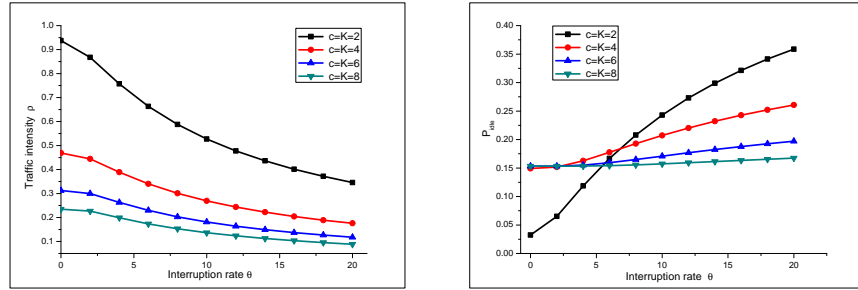 1.0
0.9
0.8
0.7
0.6
0.5
0.4
0.3
0.2
0.1
Traffic intensity ρ
0 5 10 15 20
Interruption rate θ
c=K=2
c=K=4
c=K=6
c=K=8
0.40
0.35
0.30
0.25
0.20
0.15
0.10
0.05
0.00
P_idle
0 5 10 15 20
Interruption rate θ
c=K=2
c=K=4
c=K=6
c=K=8